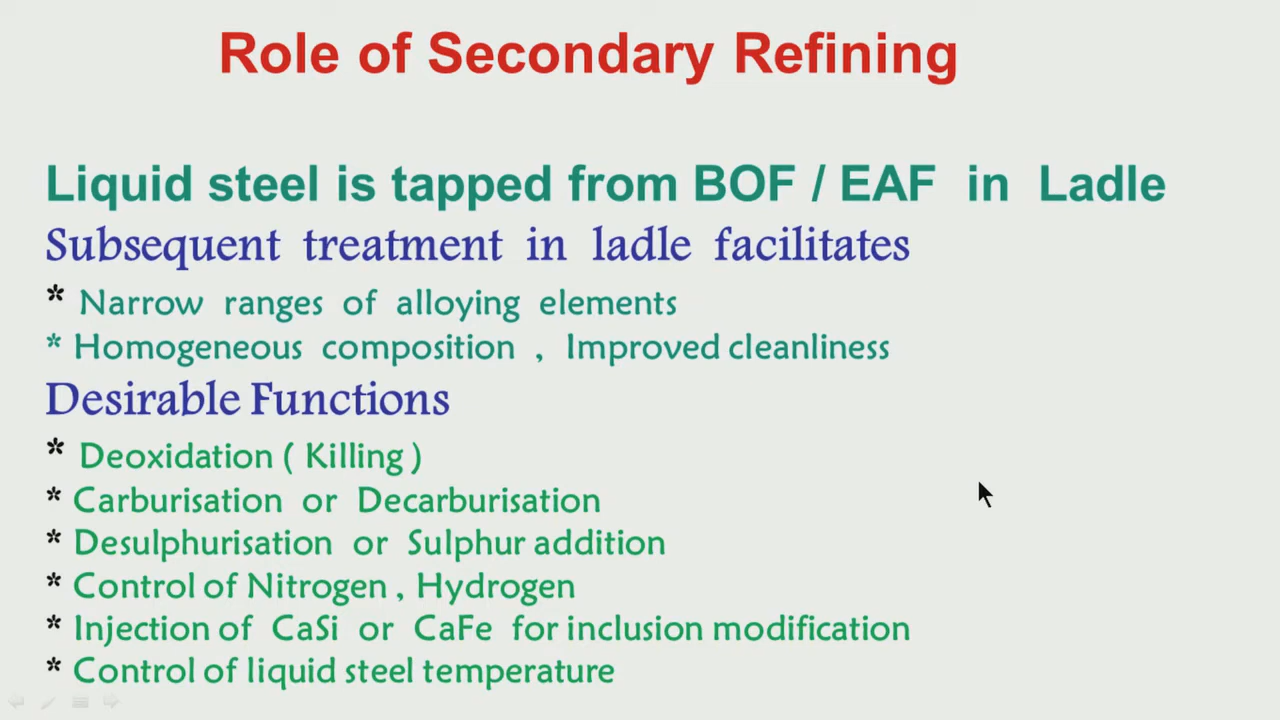 Role of Secondary Refining
Liquid steel is tapped from BOF / EAF in Ladle
Subsequent treatment in ladle facilitates
* Narrow ranges of alloying elements
* Homogeneous composition , Improved cleanliness
Desirable Functions
* Deoxidation ( Killing )
* Carburisation or Decarburisation
* Desulphurisation or Sulphur addition
* Control of Nitrogen , Hydrogen
* Injection of CaSi or CaFe for inclusion modification
* Control of liquid steel temperature